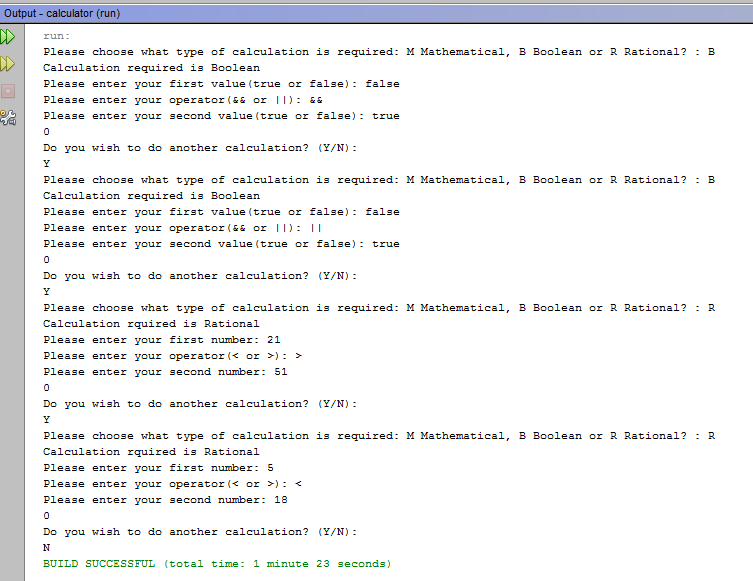 Output - calculator (run)
run:
Please choose what type of calculation is required: M Mathematical, B Boolean or R Rational? : B
Calculation required is Boolean
Please enter your first value(true or false): false
Please enter your operator(&& or ||): &&
Please enter your second value(true or false): true
0
Do you wish to do another calculation? (Y/N):
Y
Please choose what type of calculation is required: M Mathematical, B Boolean or R Rational? : B
Calculation required is Boolean
Please enter your first value(true or false): false
Please enter your operator(&& or ||): ||
Please enter your second value(true or false): true
0
Do you wish to do another calculation? (Y/N):
Y
Please choose what type of calculation is required: M Mathematical, B Boolean or R Rational? : R
Calculation rquired is Rational
Please enter your first number: 21
Please enter your operator(< or >): >
Please enter your second number: 51
0
Do you wish to do another calculation? (Y/N):
Y
Please choose what type of calculation is required: M Mathematical, B Boolean or R Rational? : R
Calculation rquired is Rational
Please enter your first number: 5
Please enter your operator(< or >): <
Please enter your second number: 18
0
Do you wish to do another calculation? (Y/N):
N
BUILD SUCCESSFUL (total time: 1 minute 23 seconds)